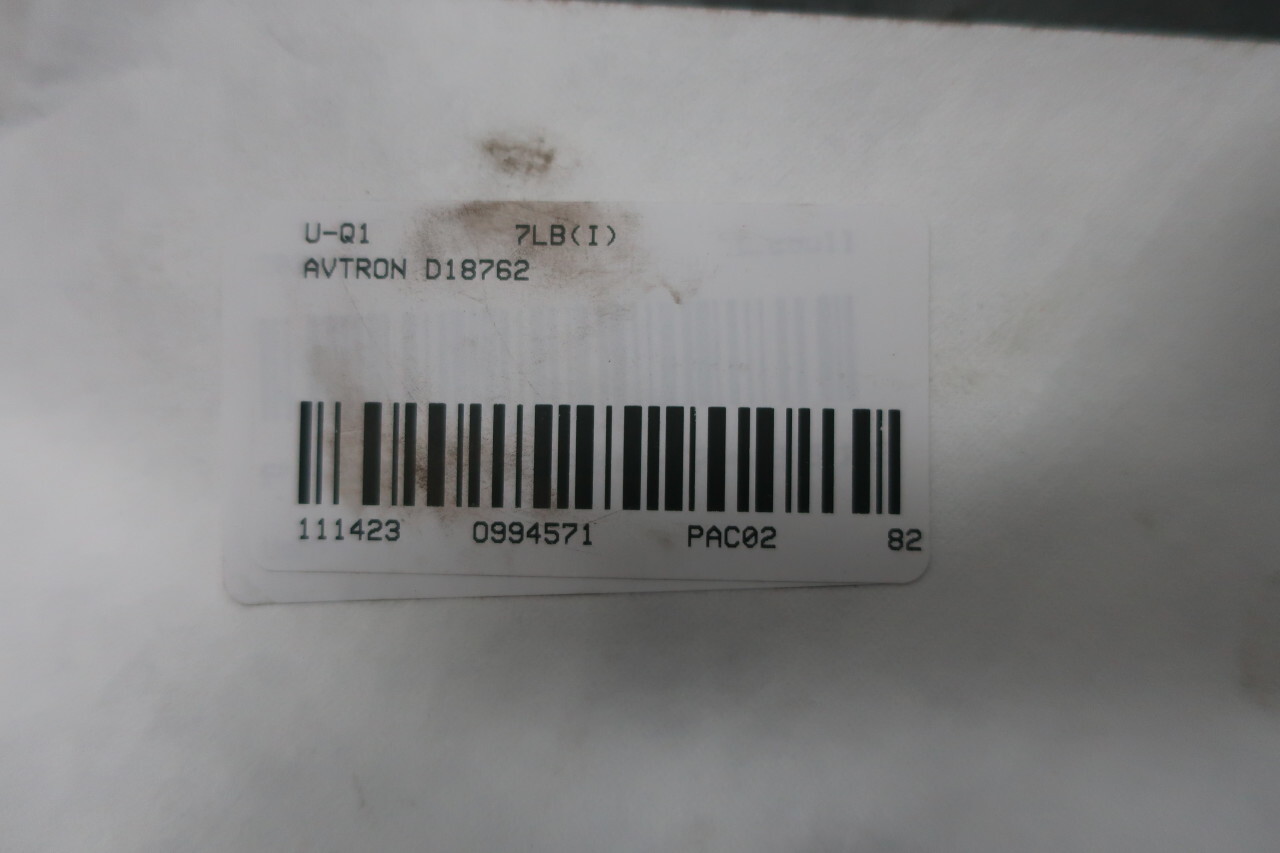 U-Q1 7LB(I)
AVTRON D18762
111423 0994571 PAC02 82